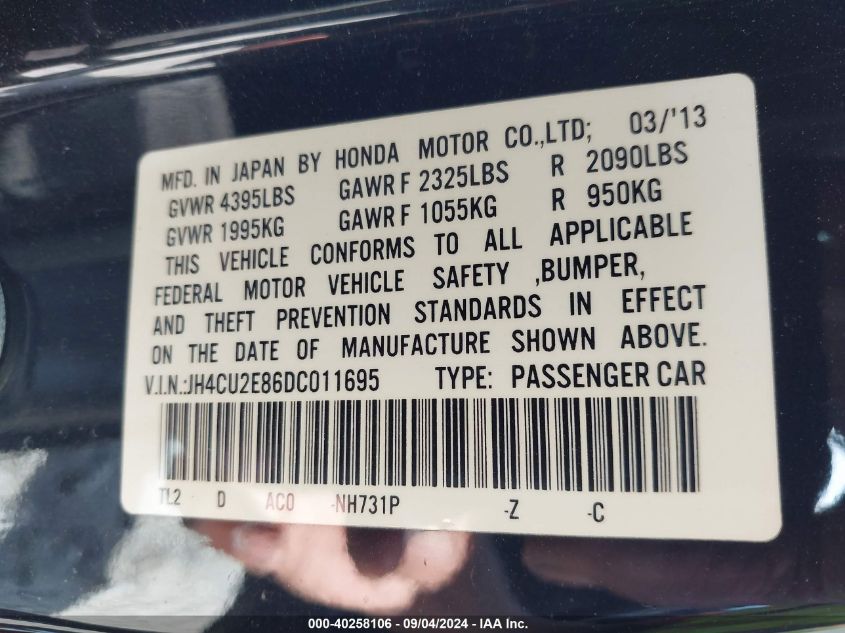 MFD. IN JAPAN BY HONDA MOTOR CO.,LTD; 03/'13
GVWR 4395LBS GAWR F 2325LBS R 2090LBS
GVWR 1995KG GAWR F 1055KG R 950KG
THIS VEHICLE CONFORMS TO ALL APPLICABLE
FEDERAL MOTOR VEHICLE SAFETY ,BUMPER,
AND THEFT PREVENTION STANDARDS IN EFFECT
ON THE DATE OF MANUFACTURE SHOWN ABOVE.
V.I.N.:JH4CU2E86DC011695 TYPE: PASSENGER CAR
TL2 D AC0 -NH731P -Z -C
000-40258106 - 09/04/2024 - IAA Inc.